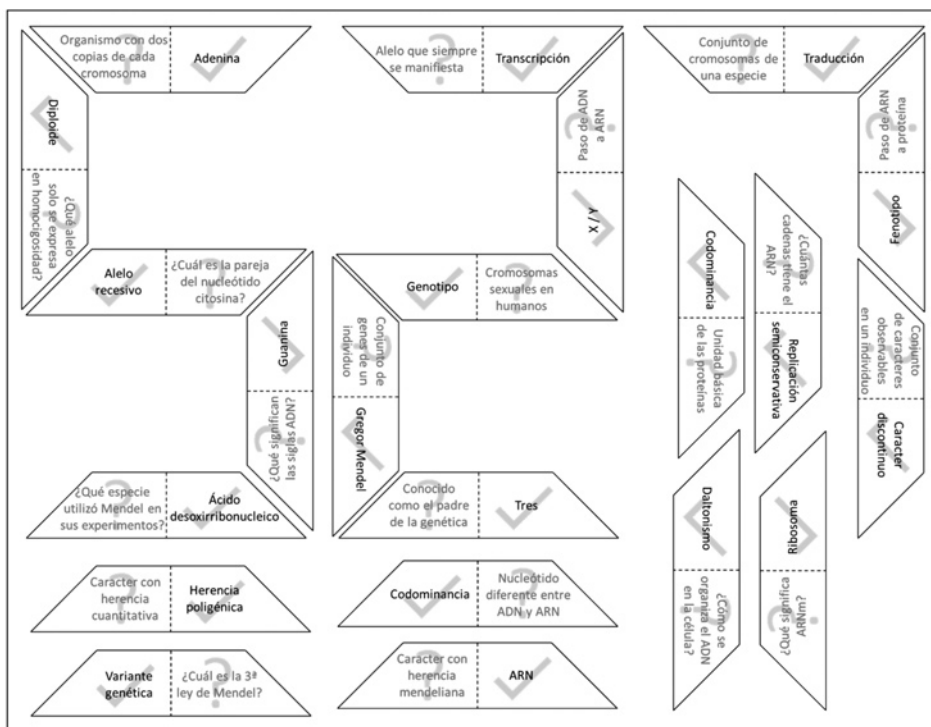 Organismo con dos
copias de cada
cromosoma
Adenina
Diploide
¿Qué alelo
solo se expresa
en homocigosidad?
Alelo
recesivo
¿Cuál es la pareja
del nucleótido
citosina?
Guanina
¿Qué significan
las siglas ADN?
¿Qué especie
utilizó Mendel en
sus experimentos?
Ácido
desoxirribonucleico
Carácter con
herencia
cuantitativa
Herencia
poligénica
Variante
genética
¿Cuál es la 3ª
ley de Mendel?
Alelo que siempre
se manifiesta
Transcripción
Paso de ADN
a ARN
X / Y
Genotipo
Cromosomas
sexuales en
humanos
Conjunto de
genes de un
individuo
Gregor Mendel
Conocido
como el padre
de la genética
Tres
Codominancia
Nucleótido
diferente entre
ADN y ARN
Carácter con
herencia
mendeliana
ARN
Conjunto de
cromosomas de
una especie
Traducción
Paso de ARN
a proteína
Fenotipo
Codominancia
Unidad básica
de las proteínas
¿Cuántas
cadenas tiene el
ARN?
Replicación
semiconservativa
Conjunto
de caracteres
observables
en un individuo
Caracter
discontinuo
Daltonismo
¿Cómo se
organiza el ADN
en la célula?
Ribosoma
¿Qué significa
ARNm?